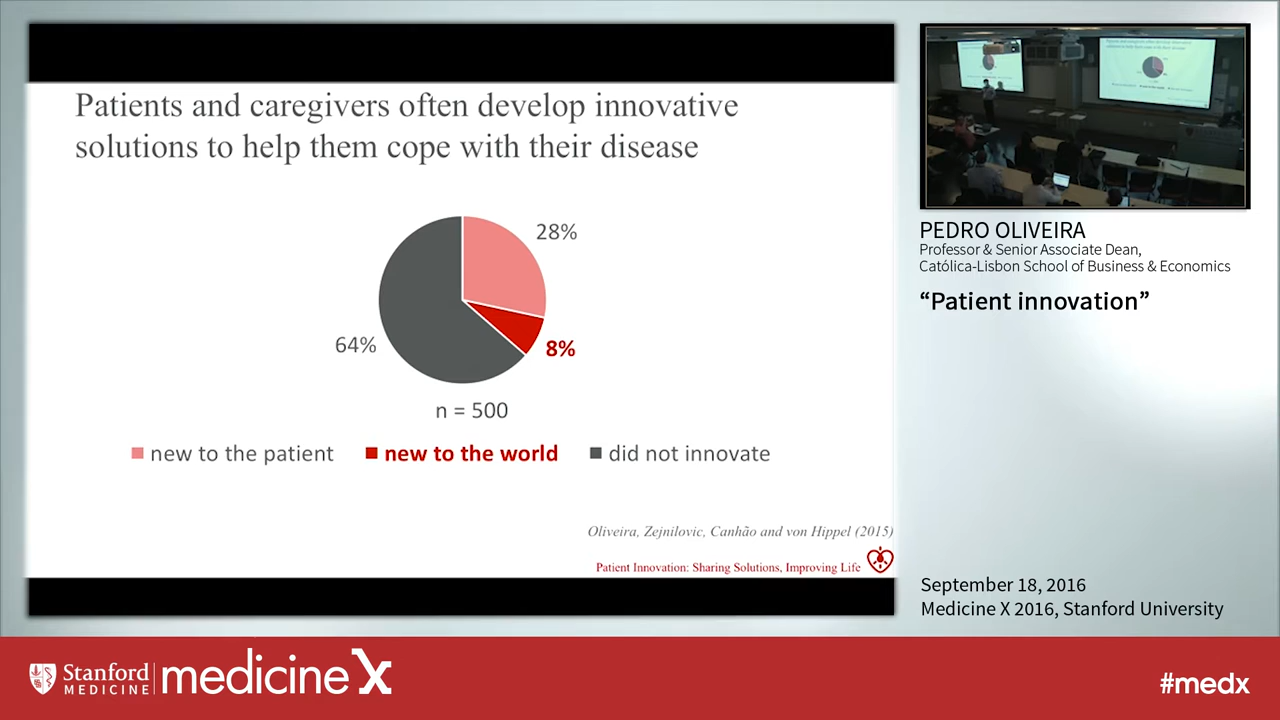 Patients and caregivers often develop innovative
solutions to help them cope with their disease
28%
8%
64%
n = 500
new to the patient
new to the world
did not innovate
Oliveira, Zejnilovic, Canhão and von Hippel (2015)
Patient Innovation: Sharing Solutions, Improving Life
PEDRO OLIVEIRA
Professor & Senior Associate Dean,
Católica-Lisbon School of Business & Economics
“Patient innovation”
September 18, 2016
Medicine X 2016, Stanford University
Stanford
MEDICINE
medicineX
#medx